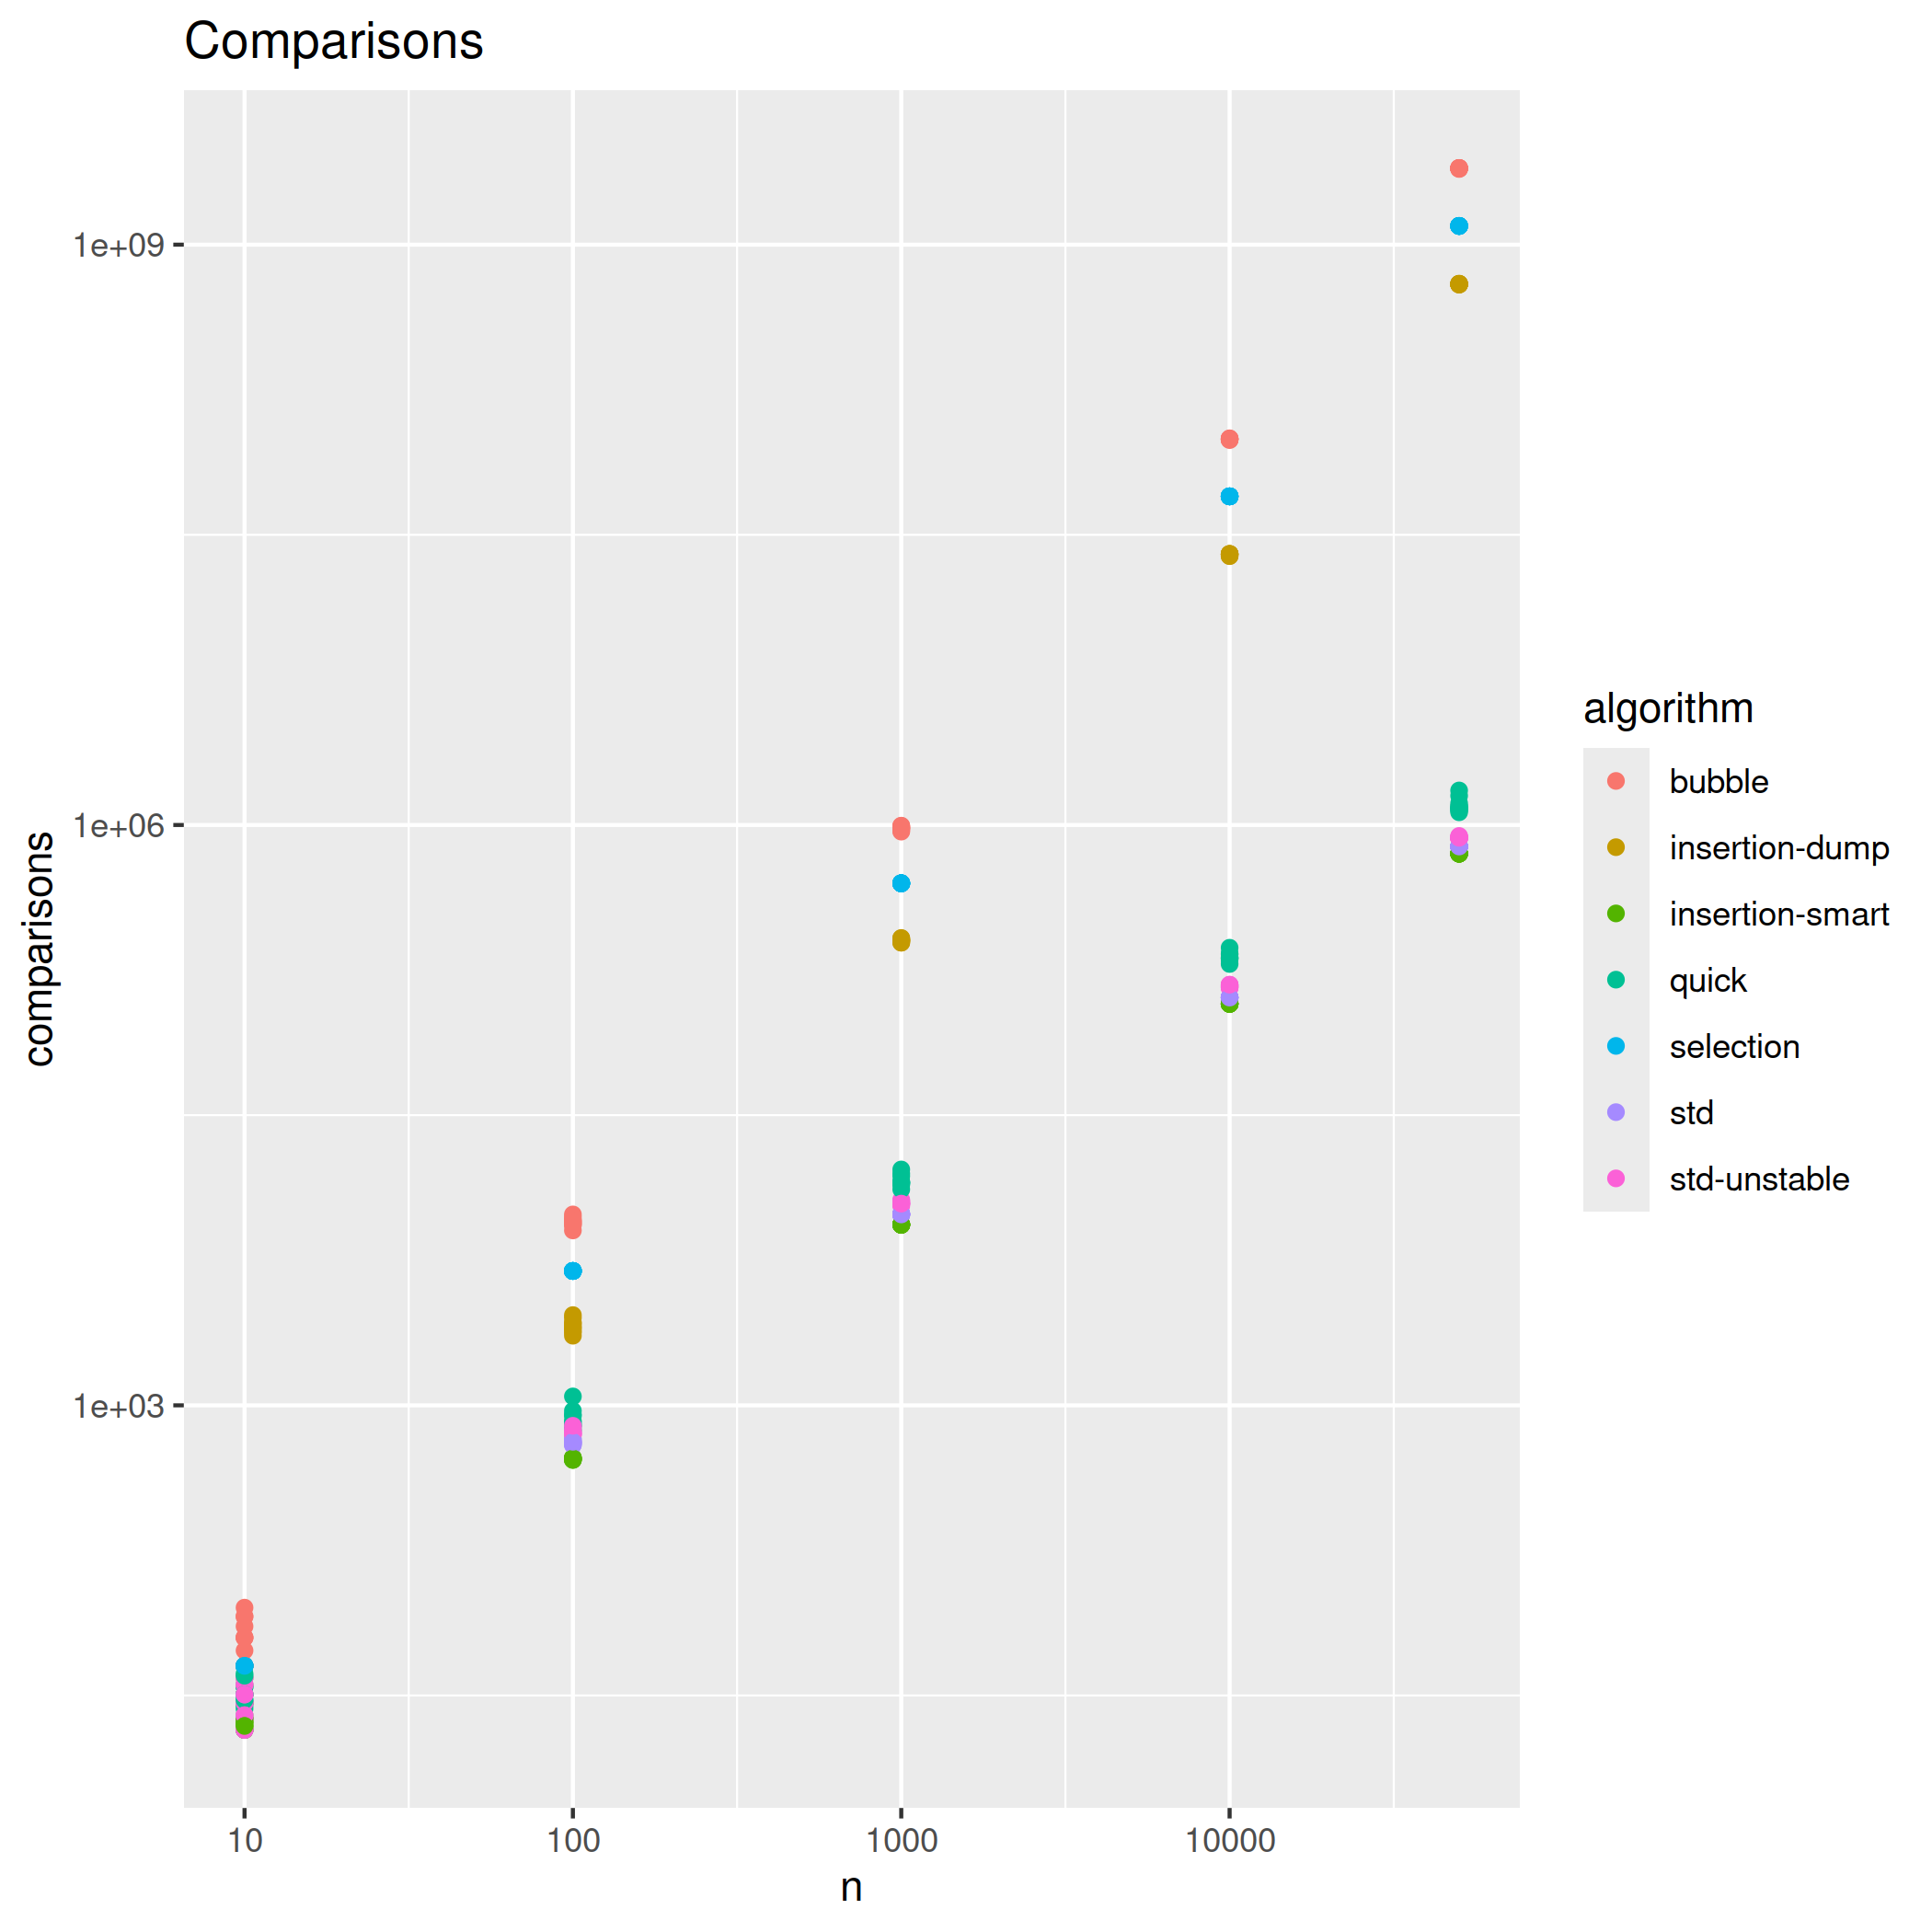 Comparisons
1e+09
1e+06
1e+03
comparisons
10
100
1000
10000
n
algorithm
bubble
insertion-dump
insertion-smart
quick
selection
std
std-unstable